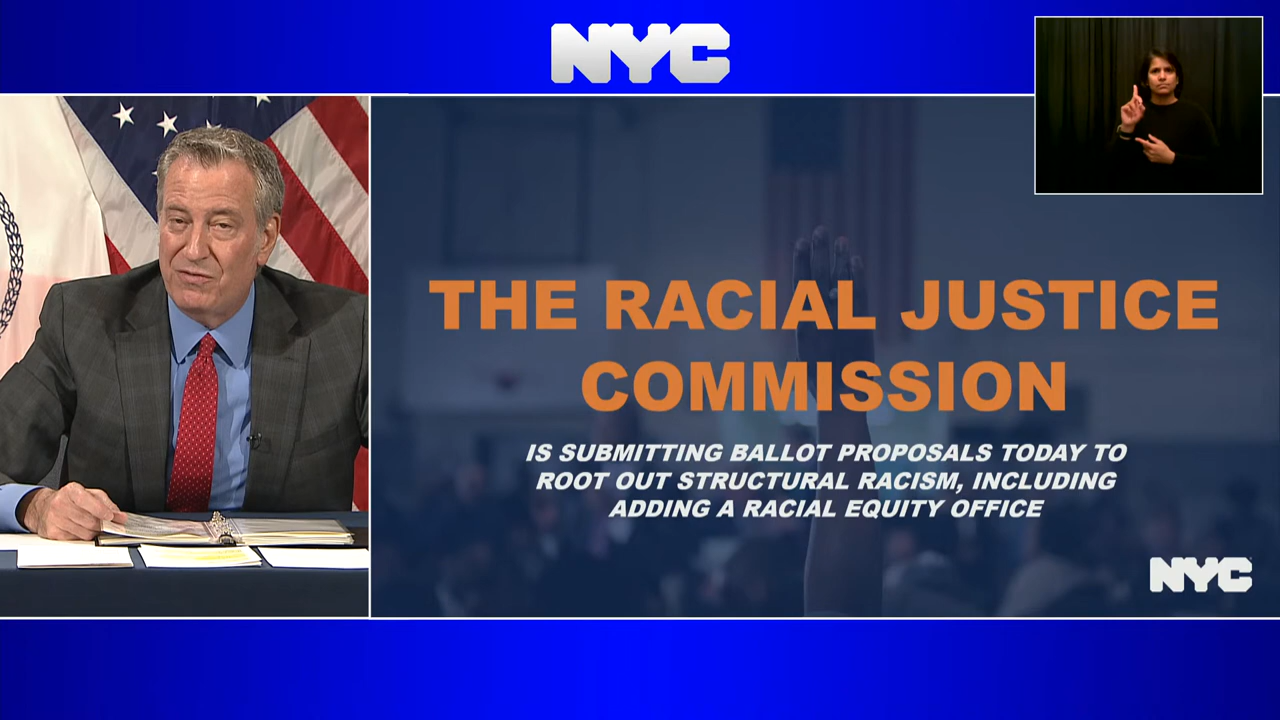 NYC
THE RACIAL JUSTICE
COMMISSION
IS SUBMITTING BALLOT PROPOSALS TODAY TO
ROOT OUT STRUCTURAL RACISM, INCLUDING
ADDING A RACIAL EQUITY OFFICE
NYC